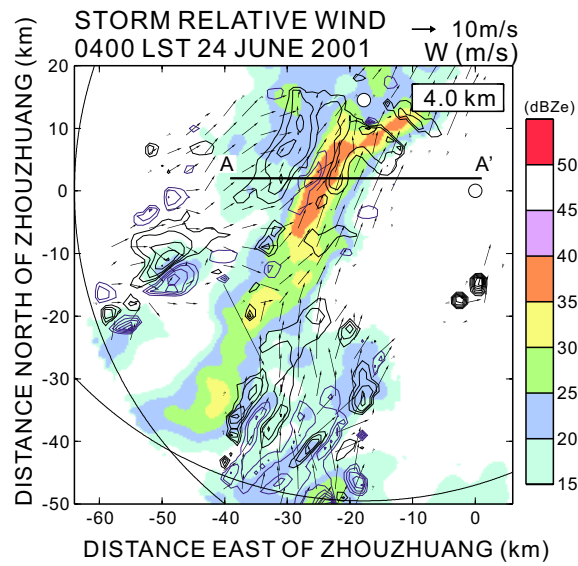 STORM RELATIVE WIND
10m/s
0400 LST 24 JUNE 2001
W (m/s)
4.0 km
(dBZe)
A
A'
20
10
0
-10
-20
-30
-40
-50
-60
-50
-40
-30
-20
-10
0
50
45
40
35
30
25
20
15
DISTANCE NORTH OF ZHOUZHUANG (km)
DISTANCE EAST OF ZHOUZHUANG (km)